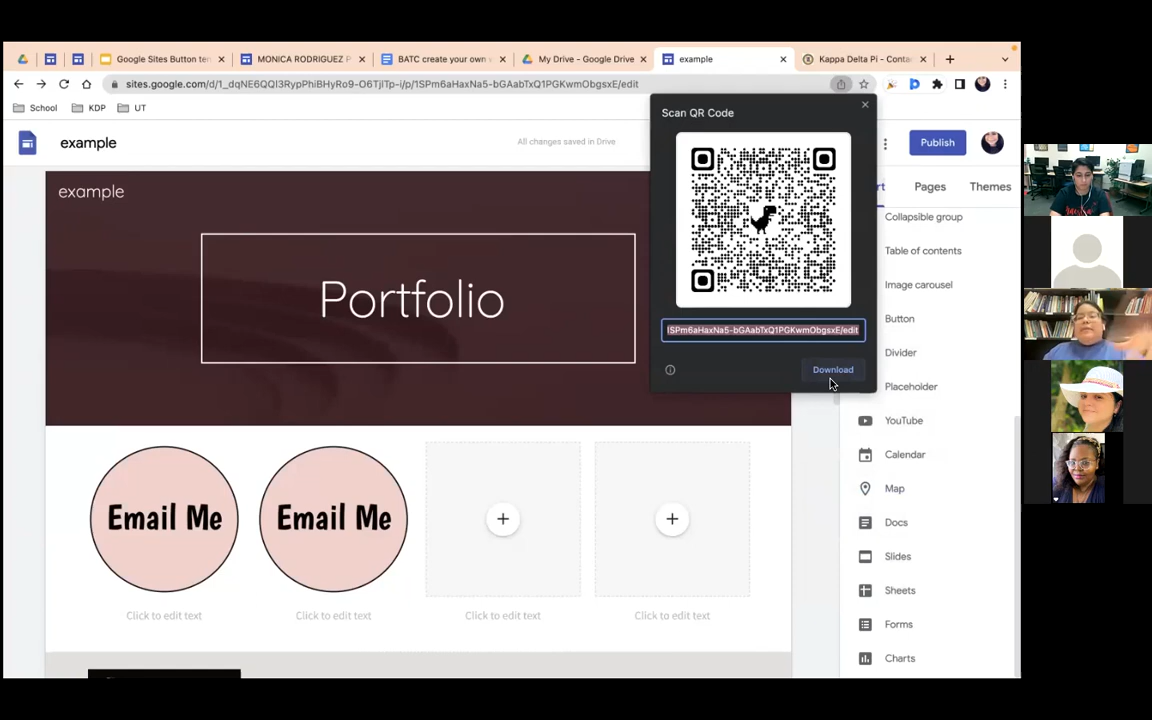 Google Sites Button ten
MONICA RODRIGUEZ P
BATC create your own
My Drive - Google Drive
example
Kappa Delta Pi - Conta
sites.google.com/d/1_dqNE6QQI3RypPhiBHyRo9-O6TjlTp-i/p/1SPm6aHaxNa5-bGAabTxQ1PGKwmObgsxE/edit
School
KDP
UT
example
All changes saved in Drive
Scan QR Code
Publish
rt
Pages
Themes
example
Portfolio
!SPm6aHaxNa5-bGAabTxQ1PGKwmObgsxE/edit
Download
Collapsible group
Table of contents
Image carousel
Button
Divider
Placeholder
YouTube
Calendar
Map
Docs
Slides
Sheets
Forms
Charts
Email Me
Email Me
Click to edit text
Click to edit text
Click to edit text
Click to edit text